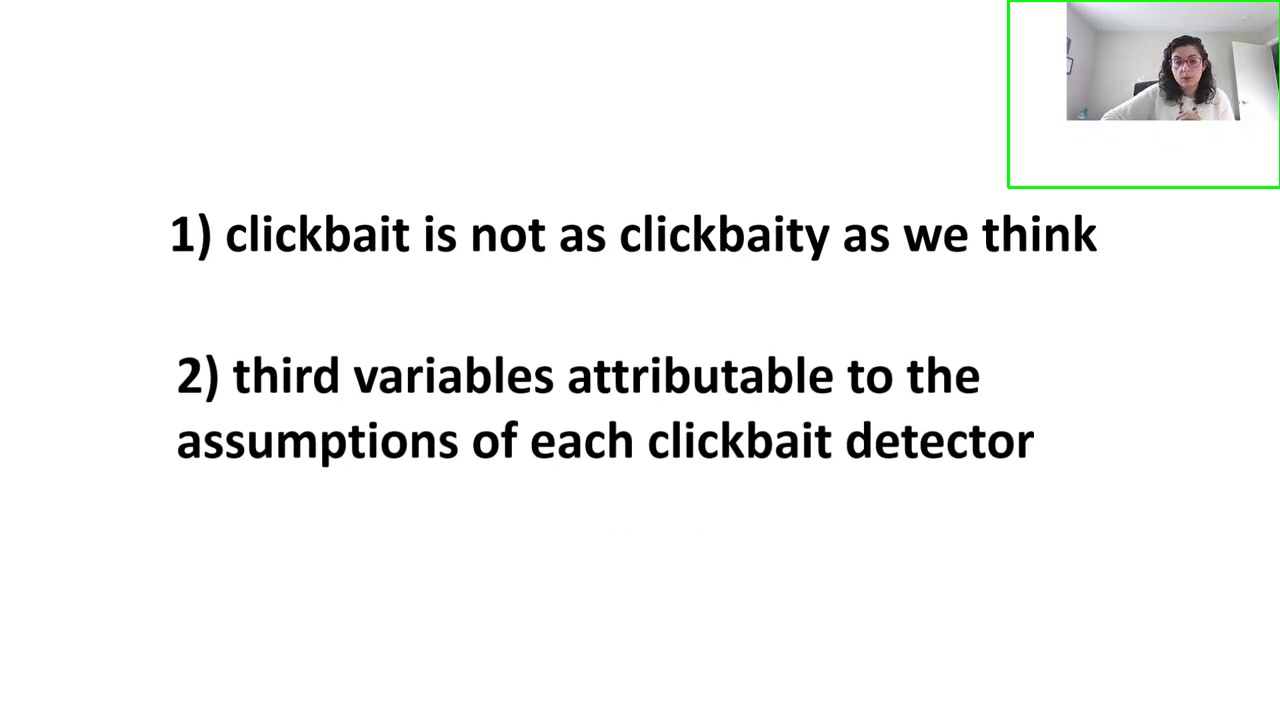 1) clickbait is not as clickbaity as we think
2) third variables attributable to the
assumptions of each clickbait detector